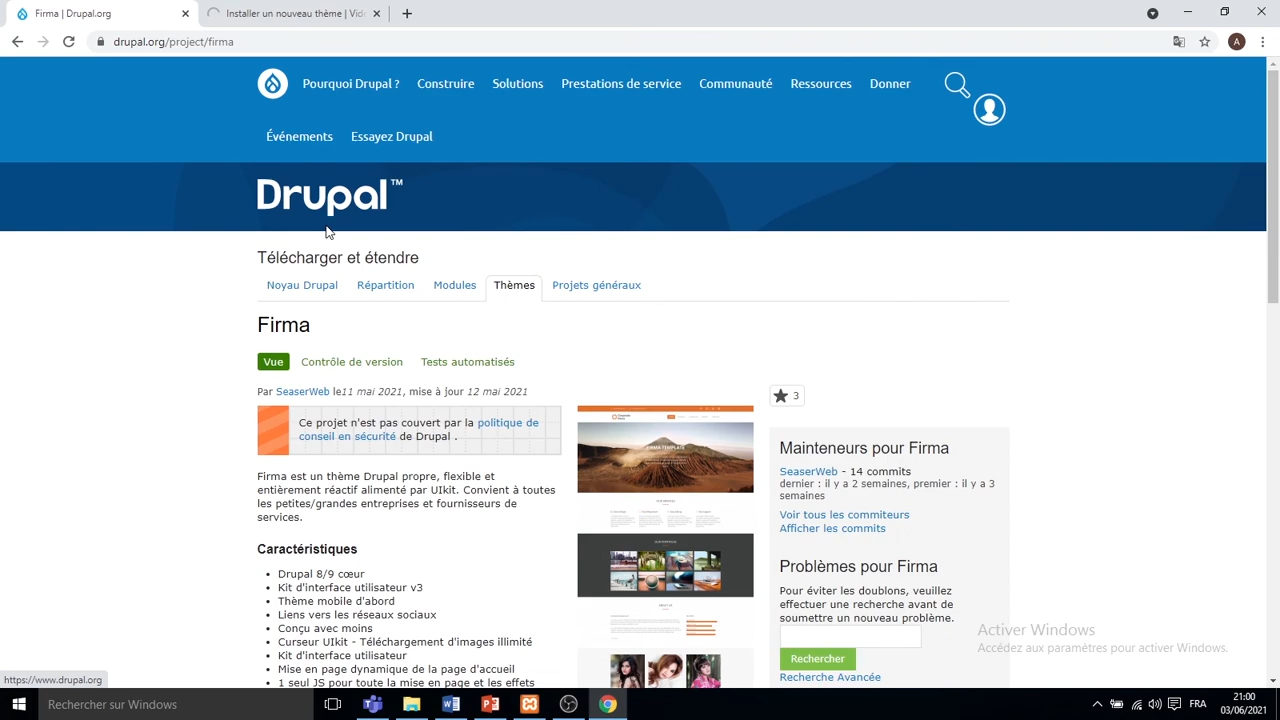 Firma | Drupal.org
Installer un nouveau thème | Vid
drupal.org/project/firma
A
Pourquoi Drupal ? Construire Solutions Prestations de service Communauté Ressources Donner
Événements Essayez Drupal
Drupal™
Télécharger et étendre
Noyau Drupal Répartition Modules Thèmes Projets généraux
Firma
Vue Contrôle de version Tests automatisés
Par SeaserWeb le11 mai 2021, mise à jour 12 mai 2021
3
Ce projet n'est pas couvert par la politique de
conseil en sécurité de Drupal .
Firma est un thème Drupal propre, flexible et
entièrement réactif alimenté par UIkit. Convient à toutes
les petites/grandes entreprises et fournisseurs de
services.
Caractéristiques
Drupal 8/9 cœur
Kit d'interface utilisateur v3
Thème mobile d'abord
Liens vers les réseaux sociaux
Conçu avec moins
Curseur UIKit - Téléchargement d'images illimité
Kit d'interface utilisateur
Mise en page dynamique de la page d'accueil
1 seul JS pour toute la mise en page et les effets
FIRMA TEMPLATE
Mainteneurs pour Firma
SeaserWeb - 14 commits
dernier : il y a 2 semaines, premier : il y a 3
semaines
Voir tous les commiteurs
Afficher les commits
Problèmes pour Firma
Pour éviter les doublons, veuillez
effectuer une recherche avant de
soumettre un nouveau problème.
Rechercher
Recherche Avancée
Activer Windows
Accédez aux paramètres pour activer Windows.
https://www.drupal.org
Rechercher sur Windows
FRA
21:00
03/06/2021